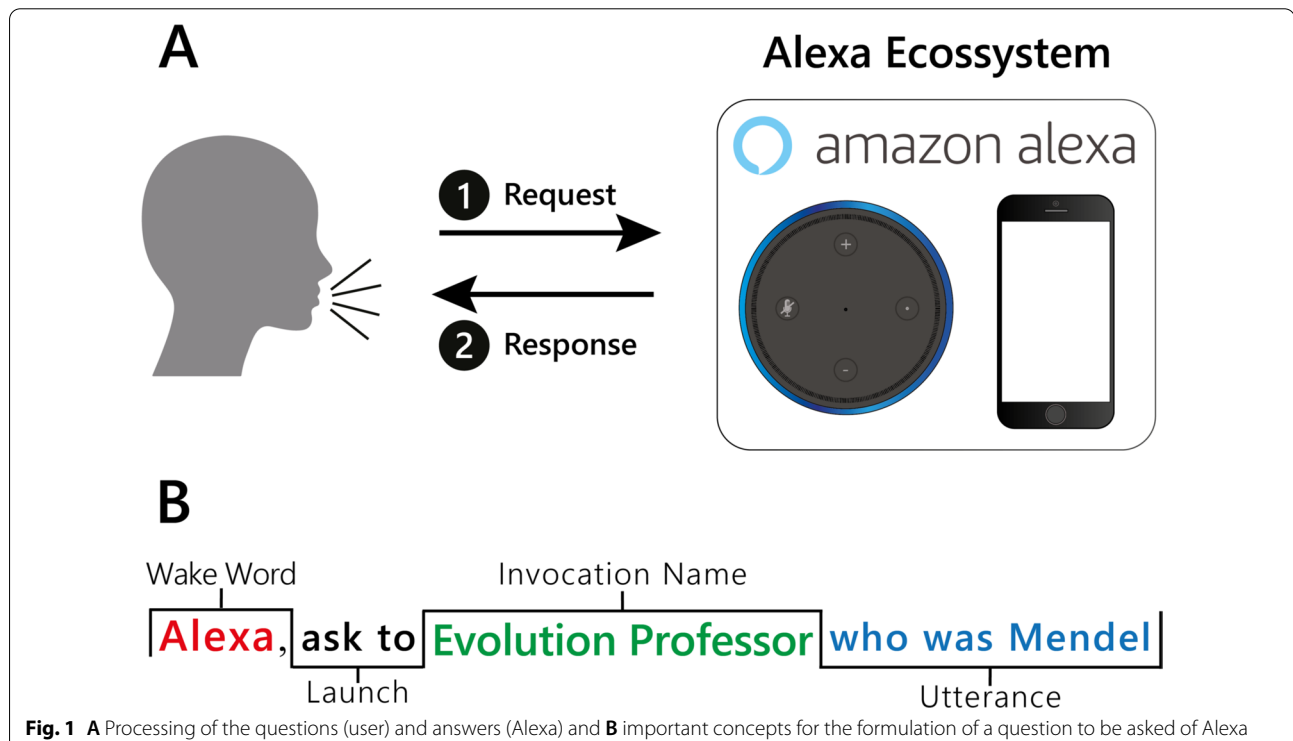 A
Alexa Ecossystem
amazon alexa
1 Request
2 Response
+
-
B
Wake Word
Invocation Name
Alexa, ask to Evolution Professor who was Mendel
Launch
Utterance
Fig. 1 A Processing of the questions (user) and answers (Alexa) and B important concepts for the formulation of a question to be asked of Alexa